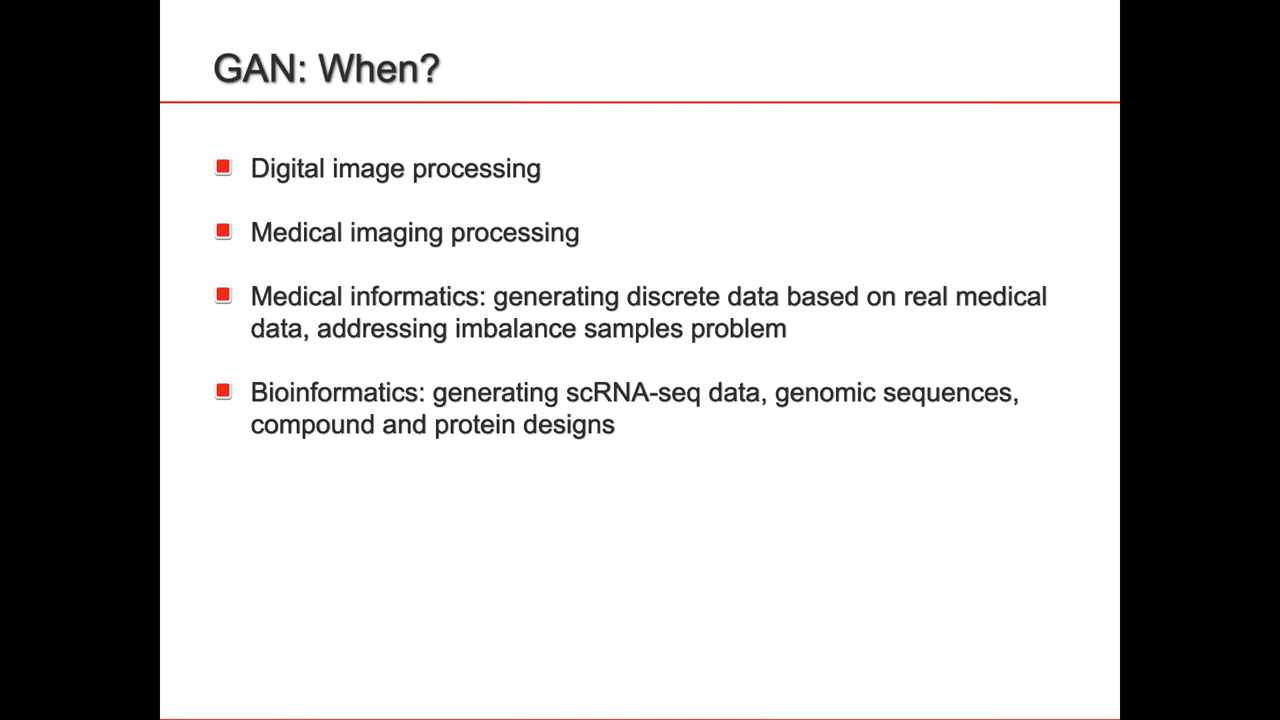 GAN: When?
Digital image processing
Medical imaging processing
Medical informatics: generating discrete data based on real medical
data, addressing imbalance samples problem
Bioinformatics: generating scRNA-seq data, genomic sequences,
compound and protein designs